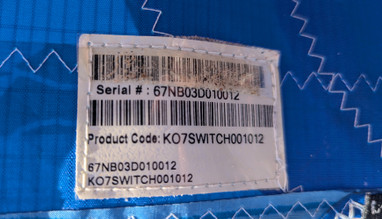 Serial # : 67NB03D010012
Product Code: KO7SWITCH001012
67NB03D010012
KO7SWITCH001012